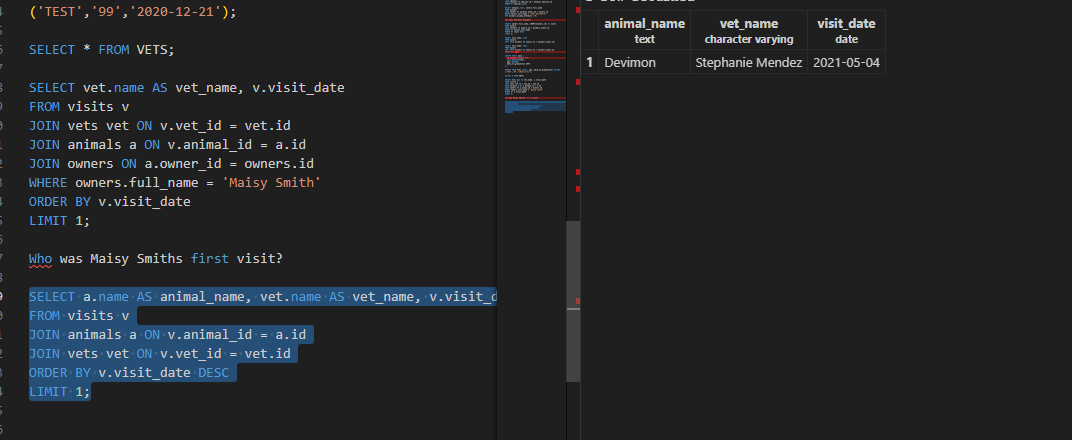 ('TEST','99','2020-12-21');
SELECT * FROM VETS;
SELECT vet.name AS vet_name, v.visit_date
FROM visits v
JOIN vets vet ON v.vet_id = vet.id
JOIN animals a ON v.animal_id = a.id
JOIN owners ON a.owner_id = owners.id
WHERE owners.full_name = 'Maisy Smith'
ORDER BY v.visit_date
LIMIT 1;
Who was Maisy Smiths first visit?
SELECT a.name AS animal_name, vet.name AS vet_name, v.visit_d
FROM visits v
JOIN animals a ON v.animal_id = a.id
JOIN vets vet ON v.vet_id = vet.id
ORDER BY v.visit_date DESC
LIMIT 1;
animal_name vet_name visit_date
text character varying date
1 Devimon Stephanie Mendez 2021-05-04